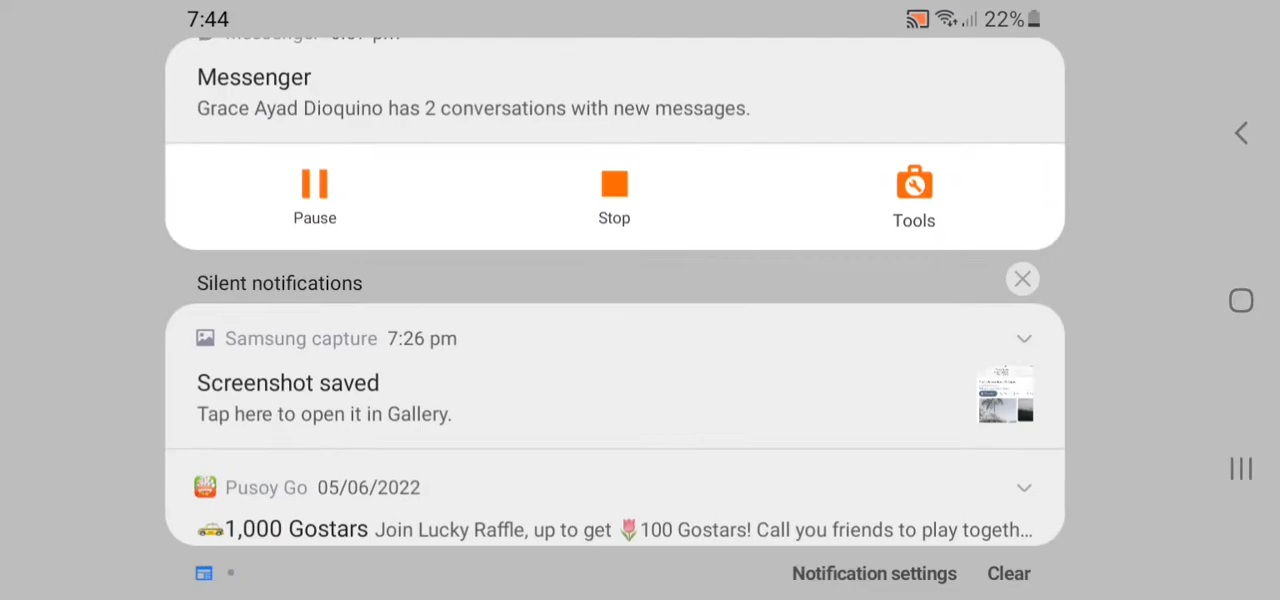 7:44
22%
Messenger
Grace Ayad Dioquino has 2 conversations with new messages.
Pause
Stop
Tools
Silent notifications
Samsung capture 7:26 pm
Screenshot saved
Tap here to open it in Gallery.
Pusoy Go 05/06/2022
🚕1,000 Gostars Join Lucky Raffle, up to get 🌷100 Gostars! Call you friends to play togeth...
Notification settings
Clear